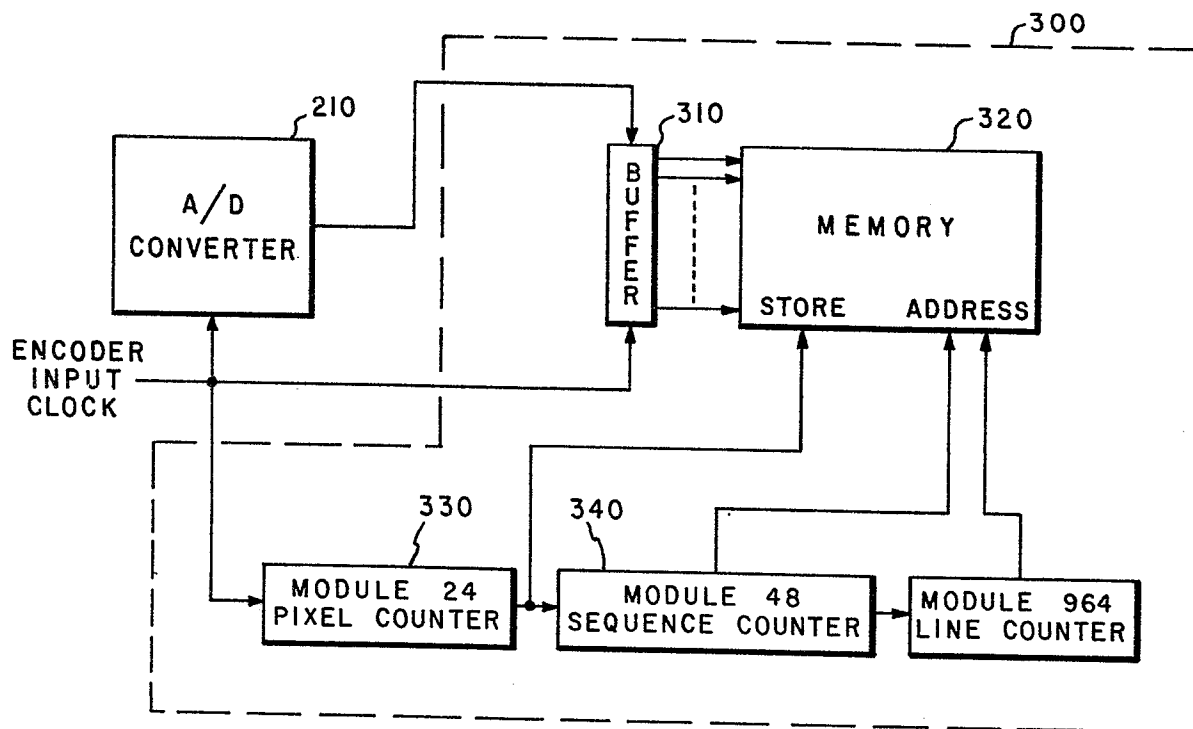 300
210
A/D
CONVERTER
310
BUFFER
320
MEMORY
STORE ADDRESS
ENCODER
INPUT
CLOCK
330
MODULE 24
PIXEL COUNTER
340
MODULE 48
SEQUENCE COUNTER
MODULE 964
LINE COUNTER